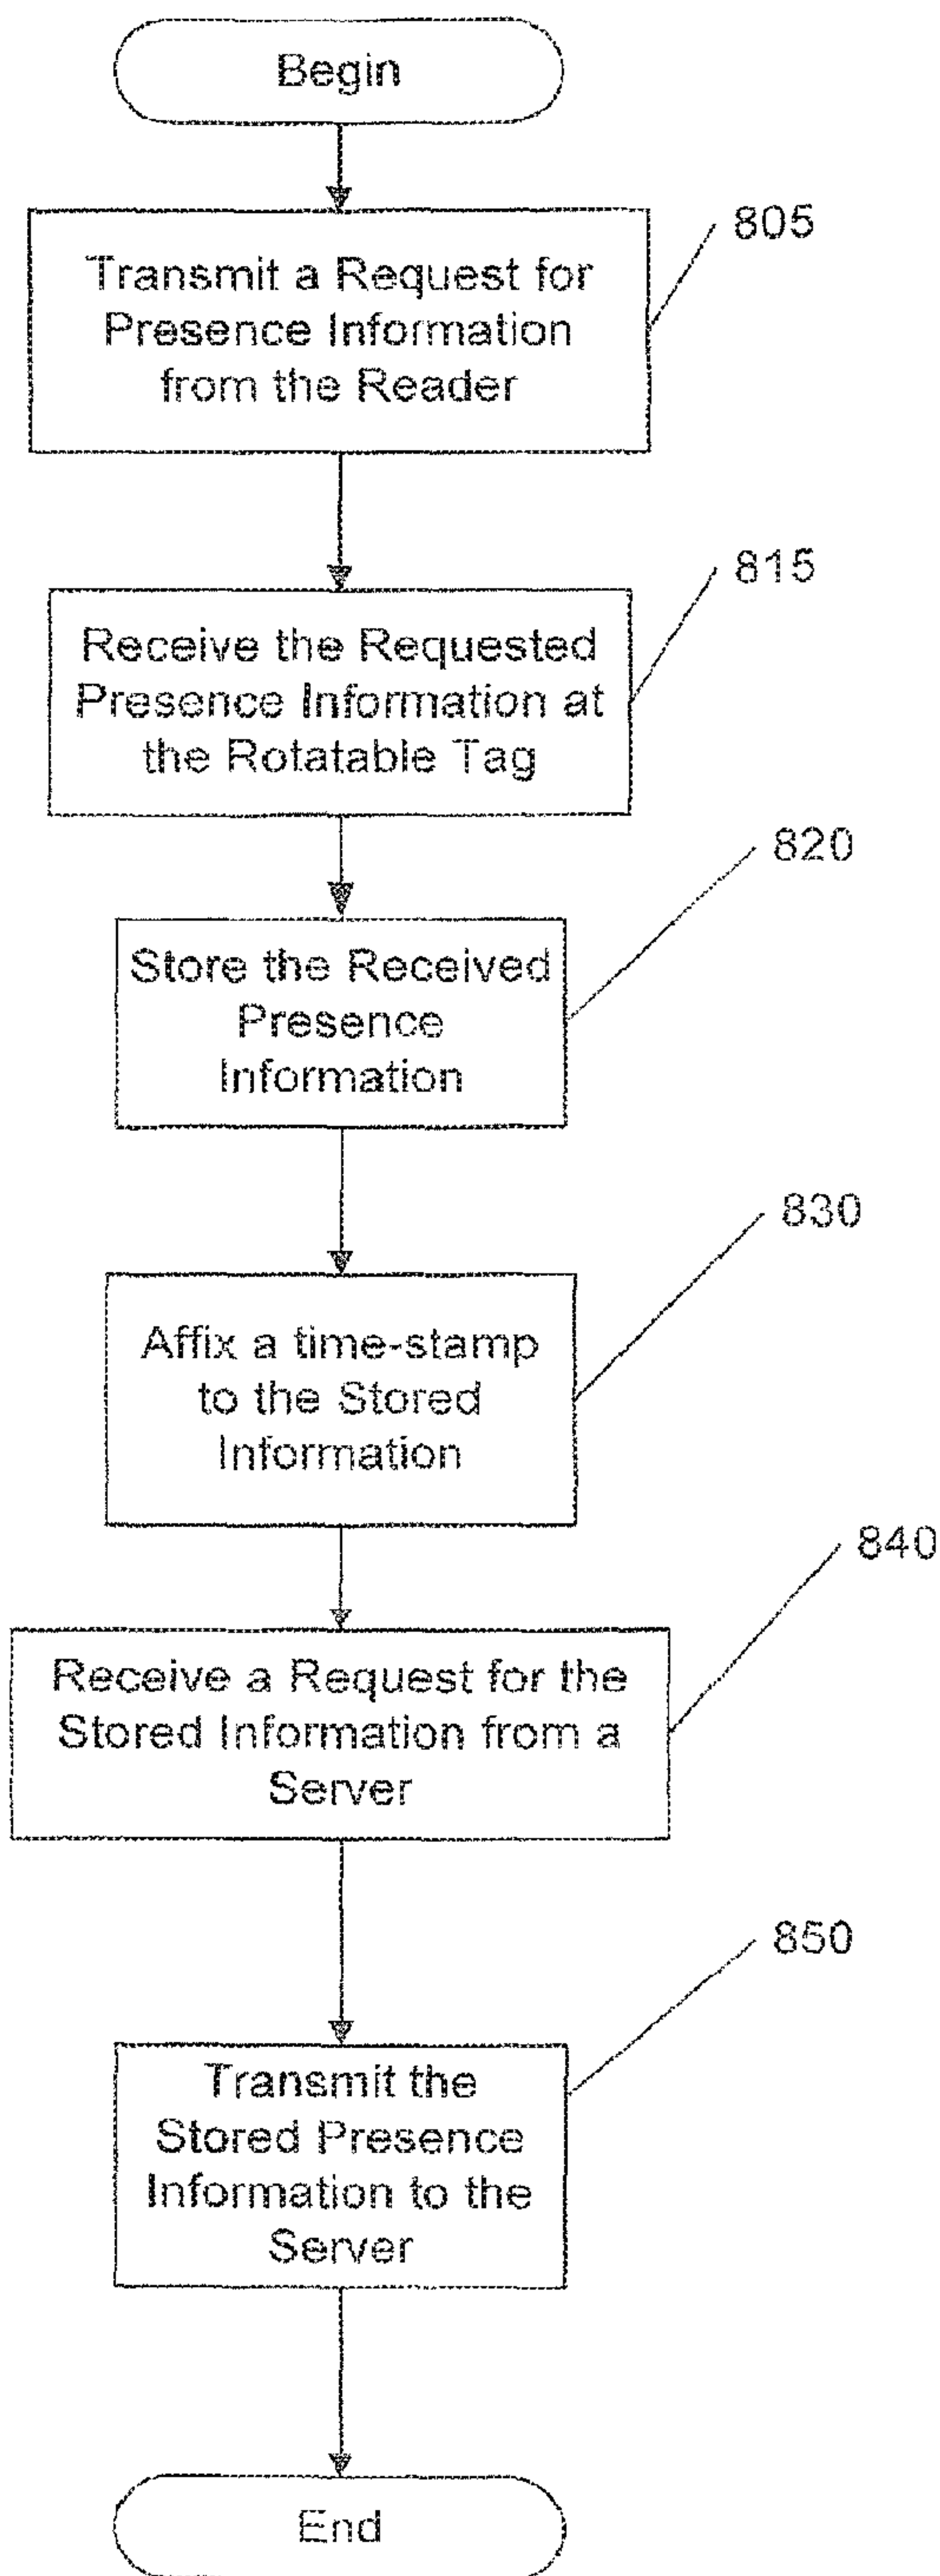 Begin
805
Transmit a Request for
Presence Information
from the Reader
815
Receive the Requested
Presence Information at
the Rotatable Tag
820
Store the Received
Presence
Information
830
Affix a time-stamp
to the Stored
Information
840
Receive a Request for the
Stored Information from a
Server
850
Transmit the
Stored Presence
Information to the
Server
End